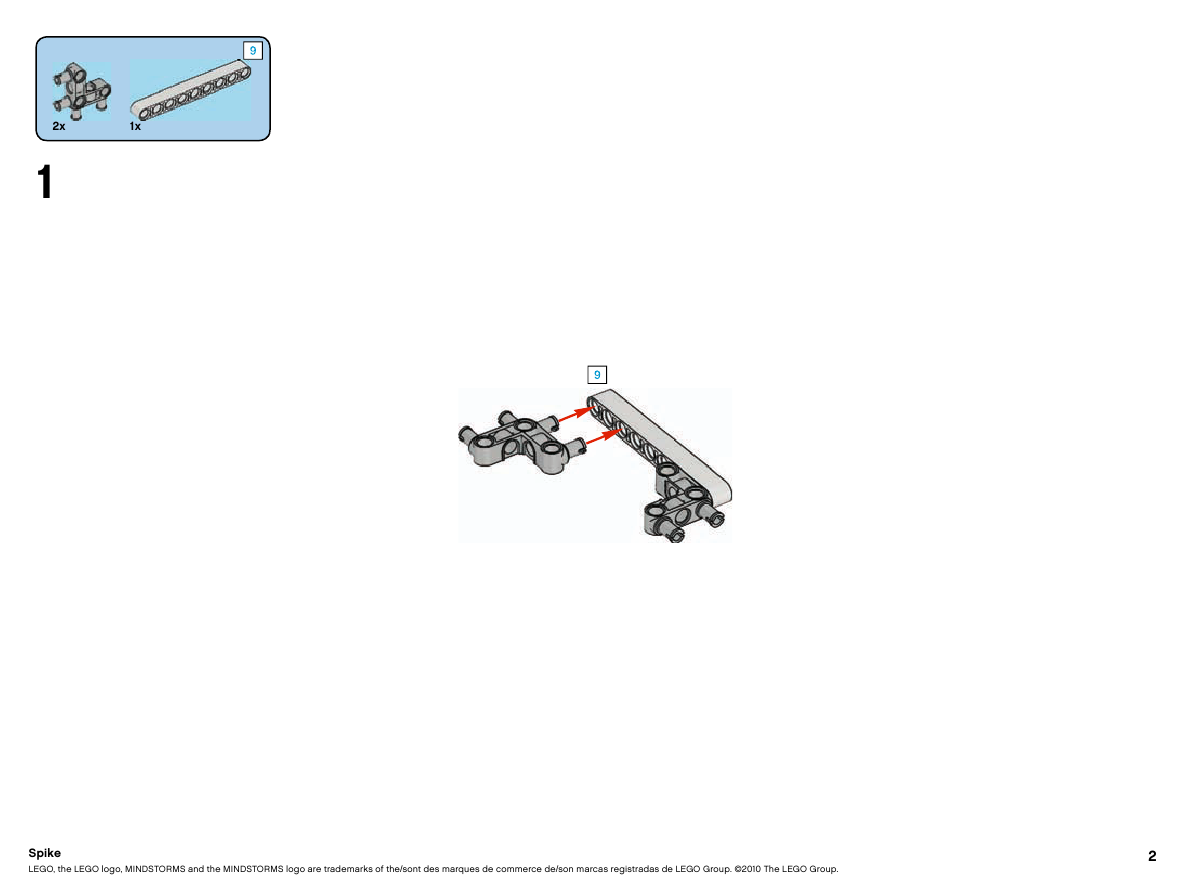 9
2x
1x
1
9
Spike
LEGO, the LEGO logo, MINDSTORMS and the MINDSTORMS logo are trademarks of the/sont des marques de commerce de/son marcas registradas de LEGO Group. ©2010 The LEGO Group.
2